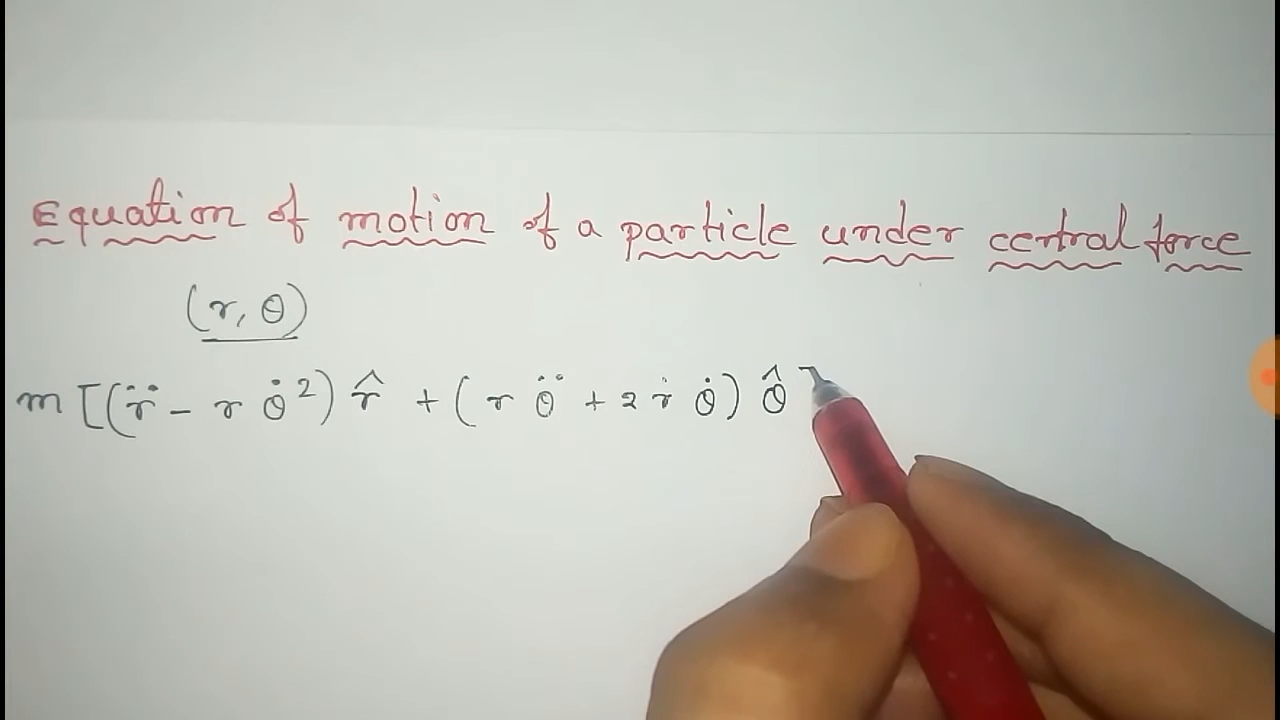 Equation of motion of a particle under central force
(r, θ)
m [(r̈ - r θ̇²) r̂ + (r θ̈ + 2 ṙ θ̇) θ̂ ]